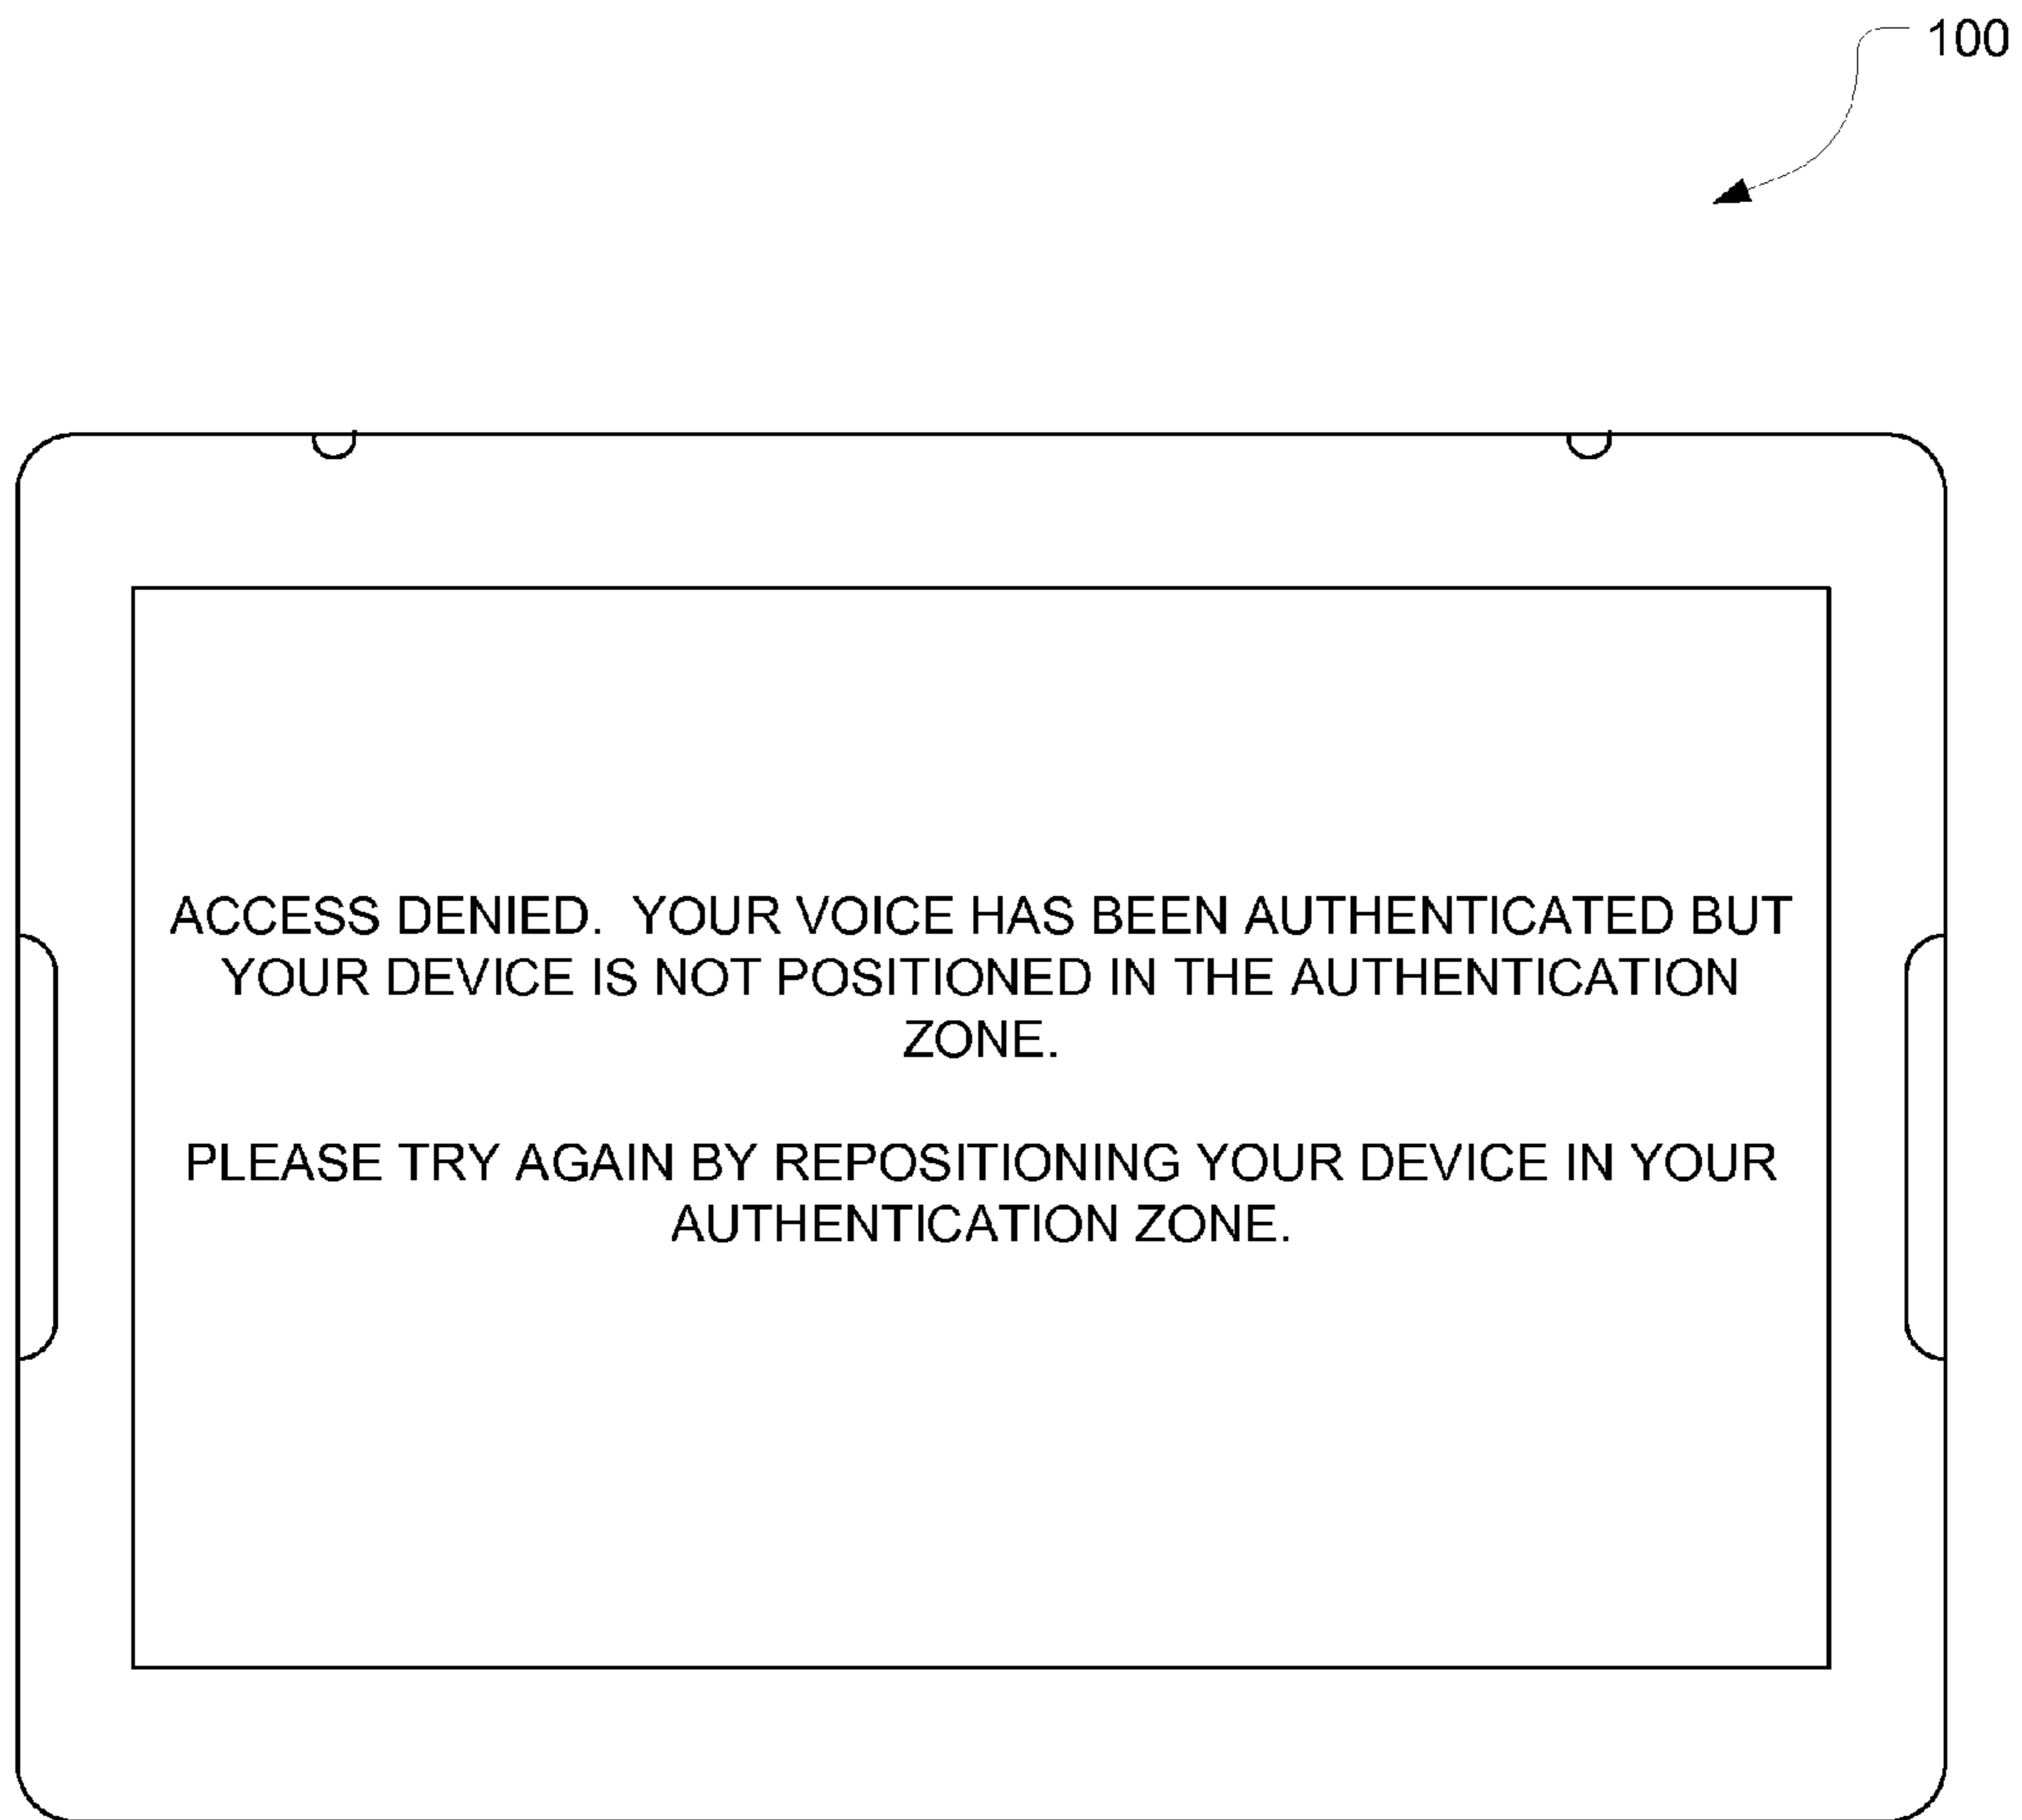 100
ACCESS DENIED.  YOUR VOICE HAS BEEN AUTHENTICATED BUT
YOUR DEVICE IS NOT POSITIONED IN THE AUTHENTICATION
ZONE.
PLEASE TRY AGAIN BY REPOSITIONING YOUR DEVICE IN YOUR
AUTHENTICATION ZONE.